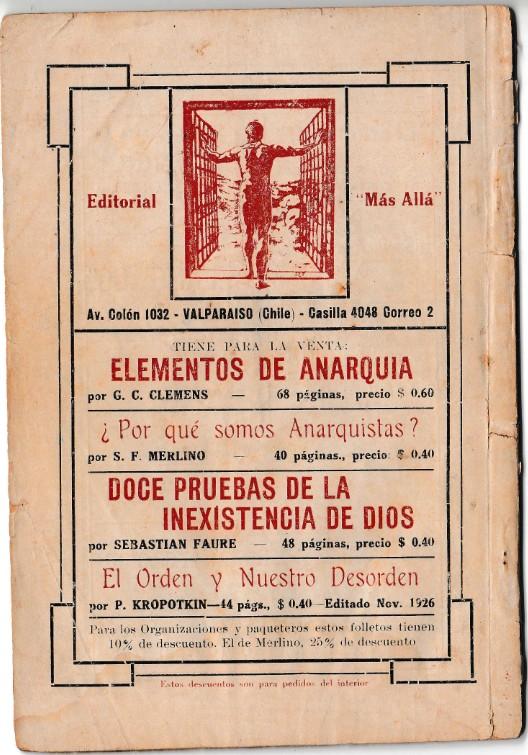 Editorial "Más Allá"
Av. Colón 1032 - VALPARAISO (Chile) - Casilla 4048 Correo 2
TIENE PARA LA VENTA:
ELEMENTOS DE ANARQUIA
por G. C. CLEMENS — 68 páginas, precio $ 0.60
¿Por qué somos Anarquistas?
por S. F. MERLINO — 40 páginas., precio $ 0.40
DOCE PRUEBAS DE LA
INEXISTENCIA DE DIOS
por SEBASTIAN FAURE — 48 páginas, precio $ 0.40
El Orden y Nuestro Desorden
por P. KROPOTKIN—44 págs., $ 0.40—Editado Nov. 1926
Para los Organizaciones y paqueteros estos folletos tienen
10% de descuento. El de Merlino, 25% de descuento
Estos descuentos son para pedidos del interior